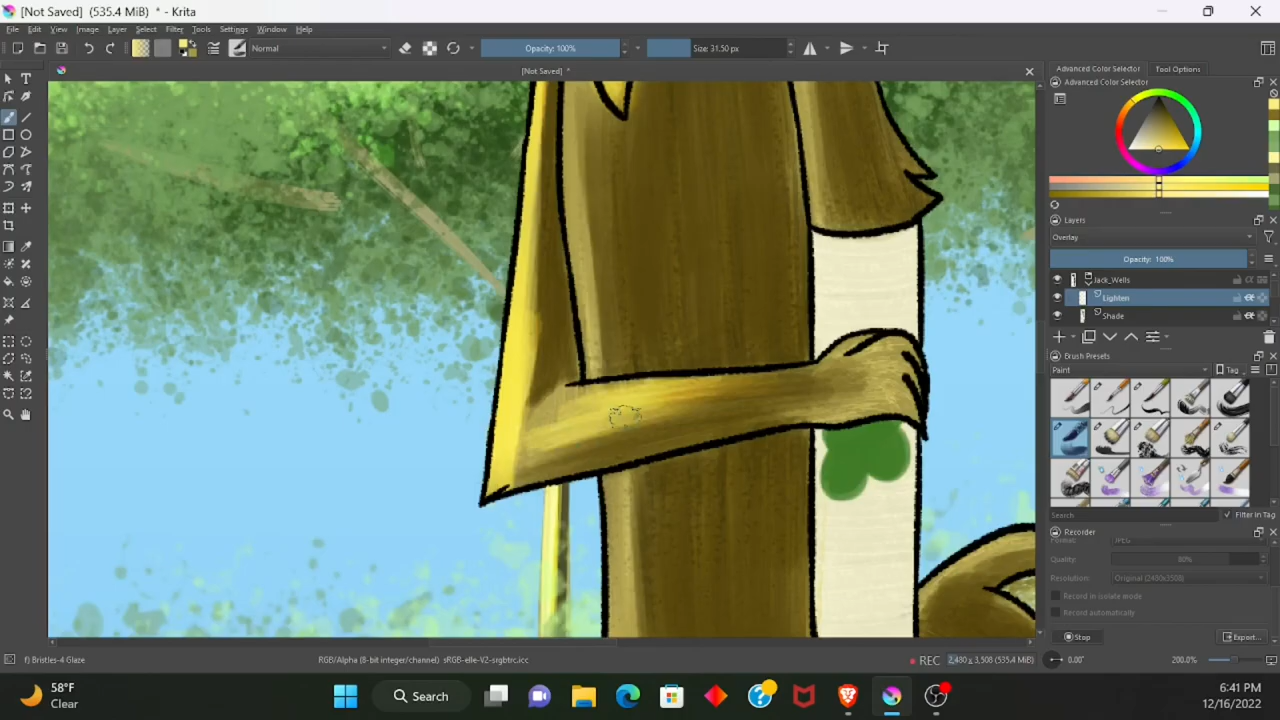 [Not Saved] (535.4 MiB) * - Krita
File Edit View Image Layer Select Filter Tools Settings Window Help
Normal
Opacity: 100%
Size: 31.50 px
[Not Saved] *
Advanced Color Selector
Tool Options
Advanced Color Selector
Layers
Overlay
Opacity: 100%
Jack_Wells
Lighten
Shade
Brush Presets
Paint
Tag
Search:
Filter in Tag
Recorder
Format:
JPEG
Quality:
80%
Resolution:
Original (2480x3508)
Record in isolate mode
Record automatically
Stop
Export...
f) Bristles-4 Glaze
RGB/Alpha (8-bit integer/channel) sRGB-elle-V2-srgbtrc.icc
REC
2,480 x 3,508 (535.4 MiB)
0.00°
200.0%
58°F
Clear
Search
6:41 PM
12/16/2022